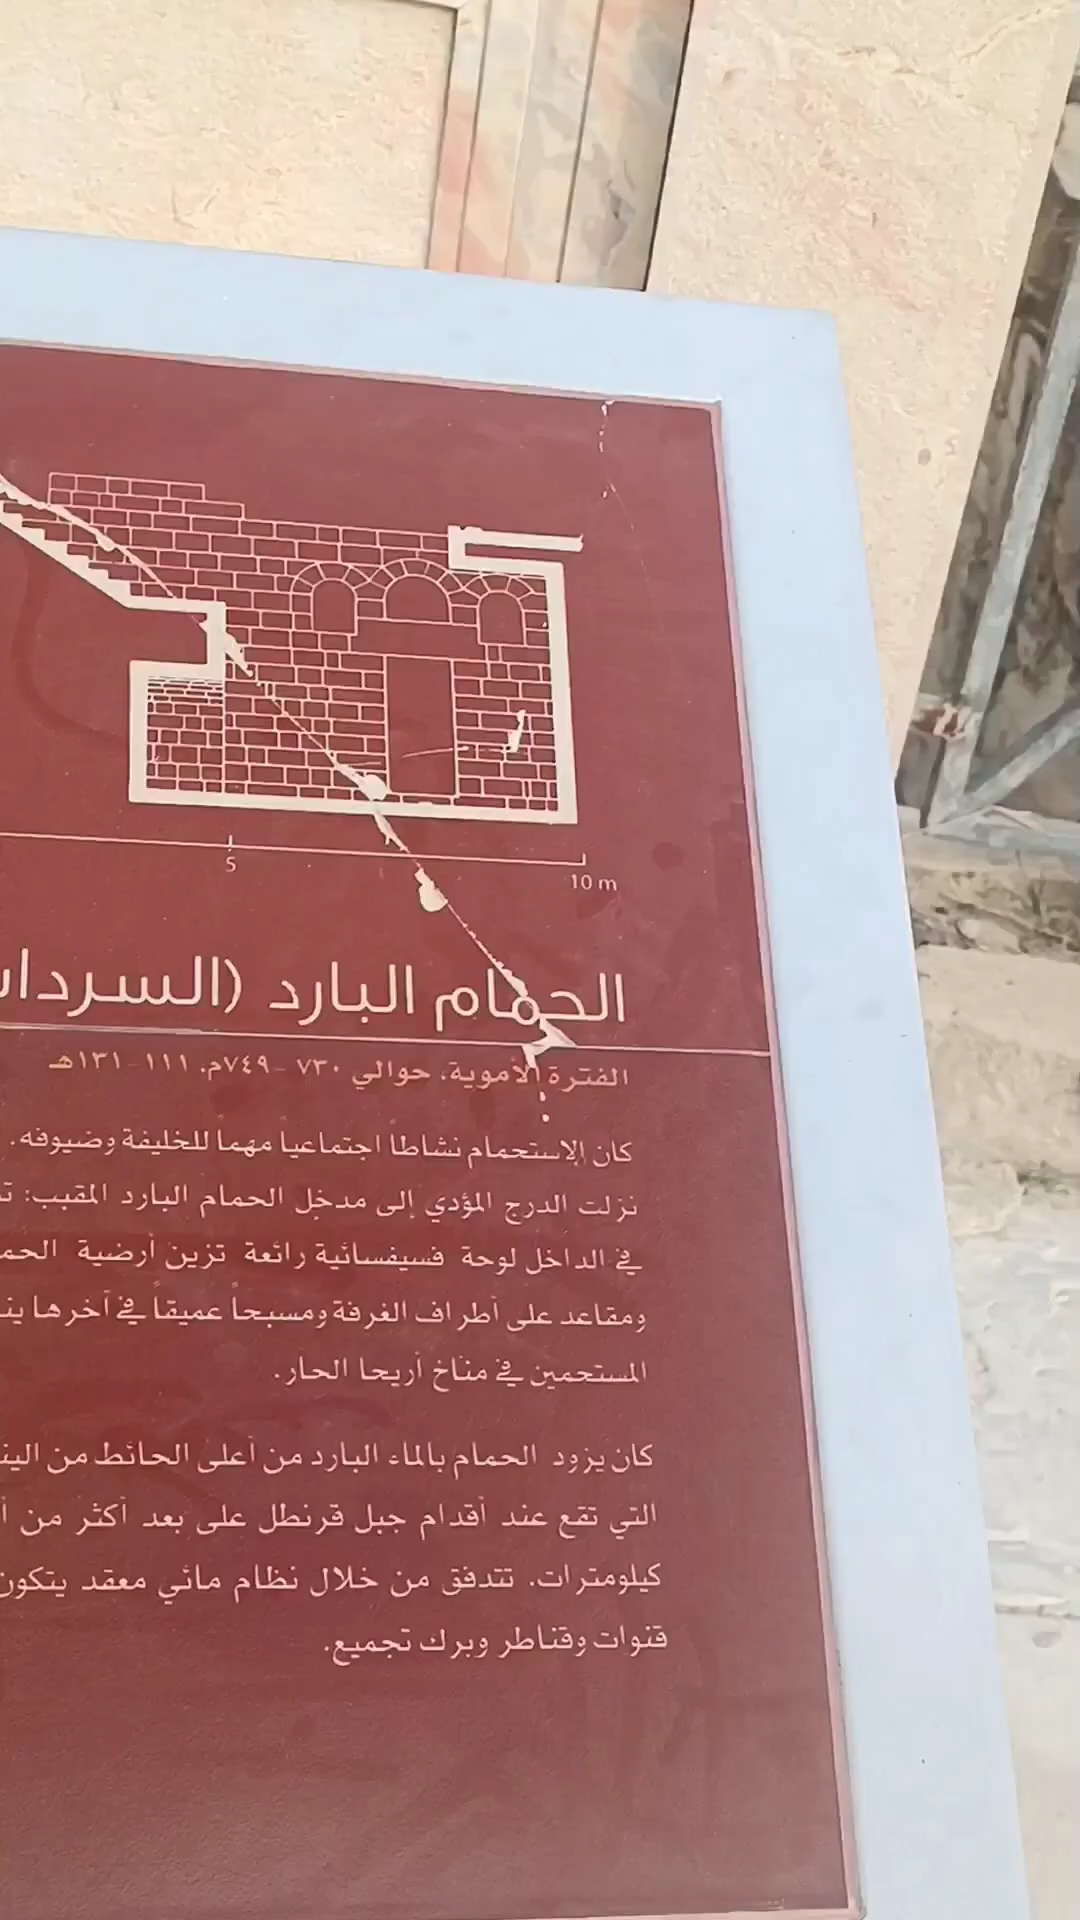 5
10 m
الحمام البارد
الفترة الأموية، حوالي ٧٣٠ - ٧٤٩م، ١١١ - ١٣١هـ
كان الإستحمام نشاطاً اجتماعيا مهما للخليفة وضيوفه.
نزلت الدرج المؤدي إلى مدخل الحمام البارد المقبب:
في الداخل لوحة فسيفسائية رائعة تزين أرضية
ومقاعد على أطراف الغرفة ومسبحاً عميقاً في آخرها
المستحمين في مناخ أريحا الحار.
كان يزود الحمام بالماء البارد من أعلى الحائط من
التي تقع عند أقدام جبل قرنطل على بعد أكثر من
كيلومترات. تتدفق من خلال نظام مائي معقد يتكون
قنوات وقناطر وبرك تجميع.